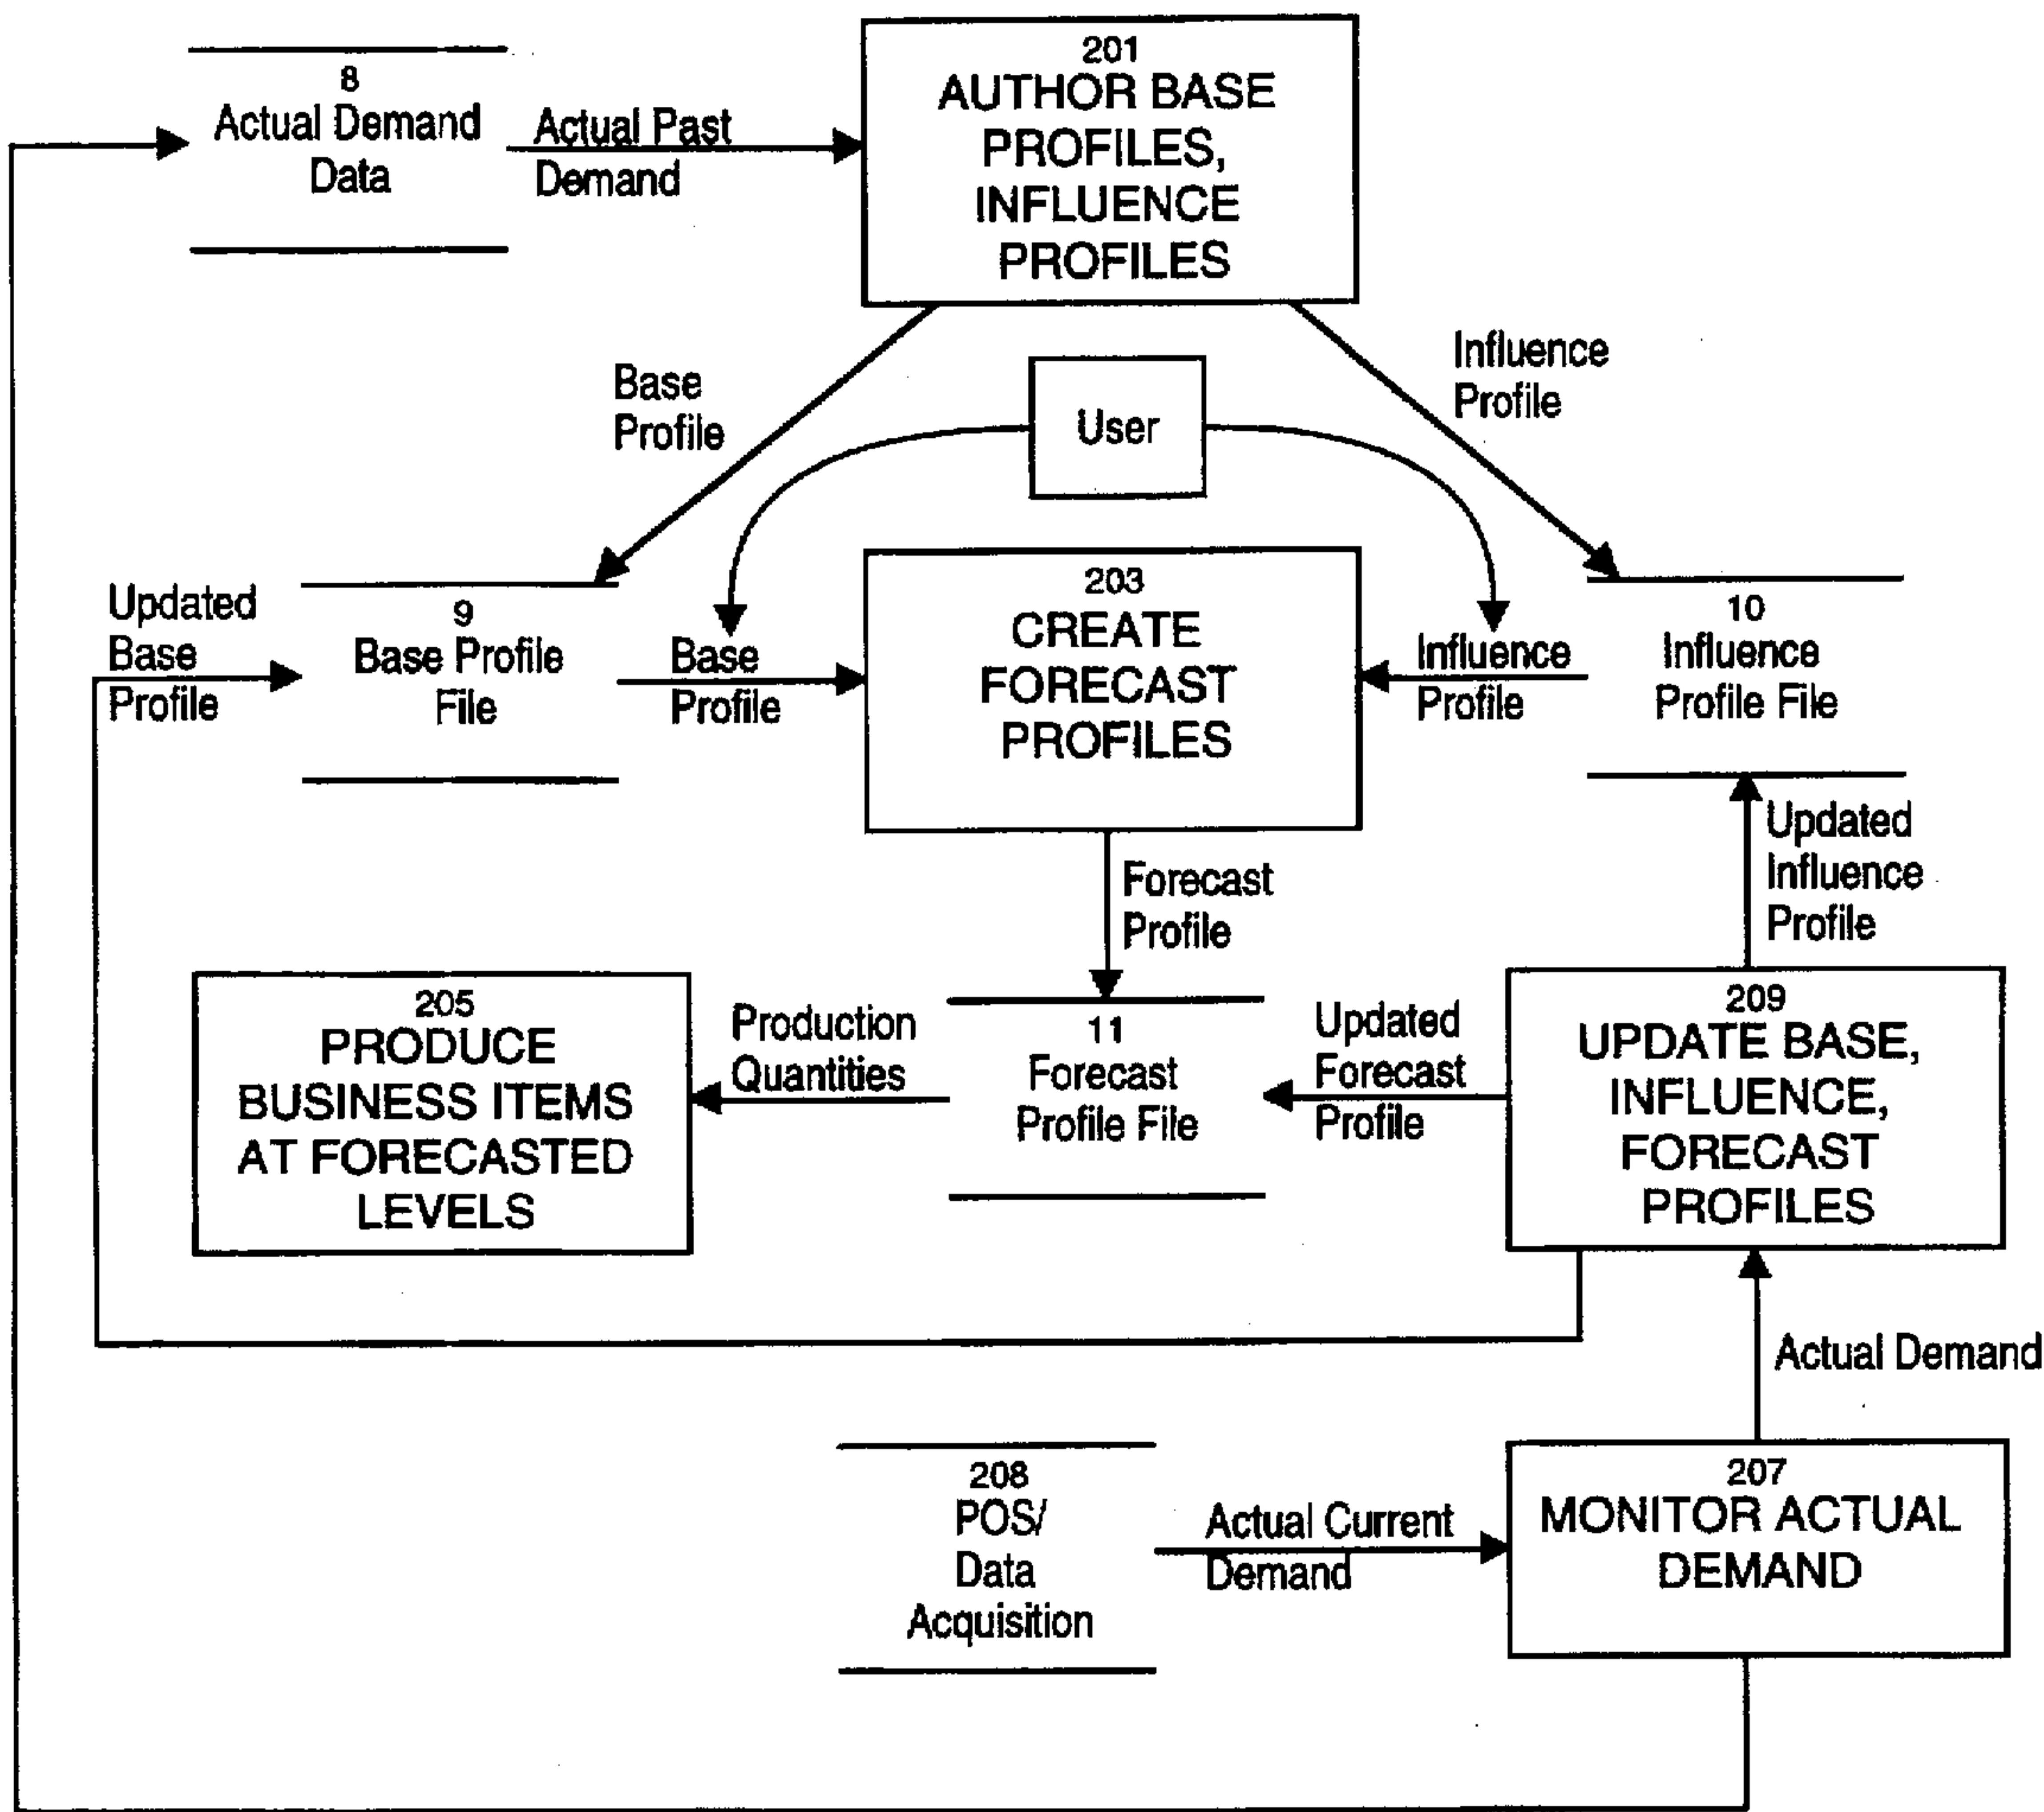 8
Actual Demand
Data
Actual Past
Demand
201
AUTHOR BASE
PROFILES,
INFLUENCE
PROFILES
Base
Profile
User
Influence
Profile
Updated
Base
Profile
9
Base Profile
File
Base
Profile
203
CREATE
FORECAST
PROFILES
Influence
Profile
10
Influence
Profile File
Forecast
Profile
Updated
Influence
Profile
205
PRODUCE
BUSINESS ITEMS
AT FORECASTED
LEVELS
Production
Quantities
11
Forecast
Profile File
Updated
Forecast
Profile
209
UPDATE BASE,
INFLUENCE,
FORECAST
PROFILES
Actual Demand
208
POS/
Data
Acquisition
Actual Current
Demand
207
MONITOR ACTUAL
DEMAND